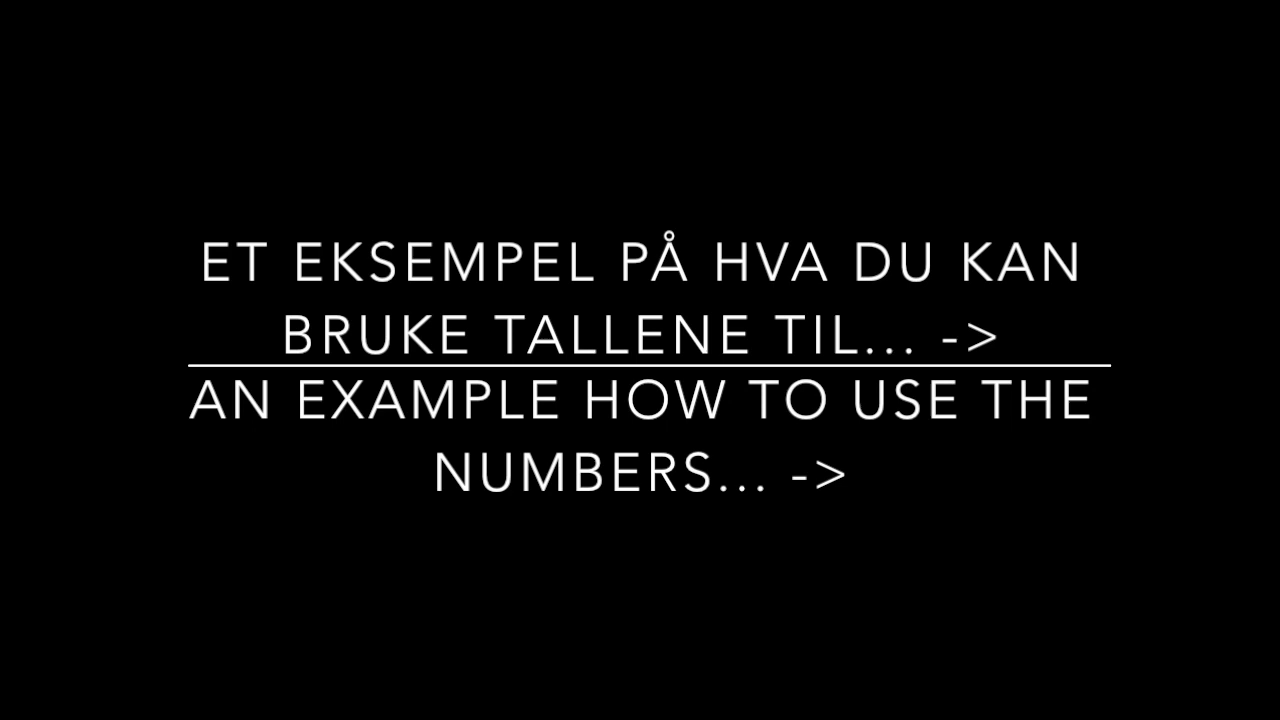 ET EKSEMPEL PÅ HVA DU KAN
BRUKE TALLENE TIL... ->
AN EXAMPLE HOW TO USE THE
NUMBERS... ->